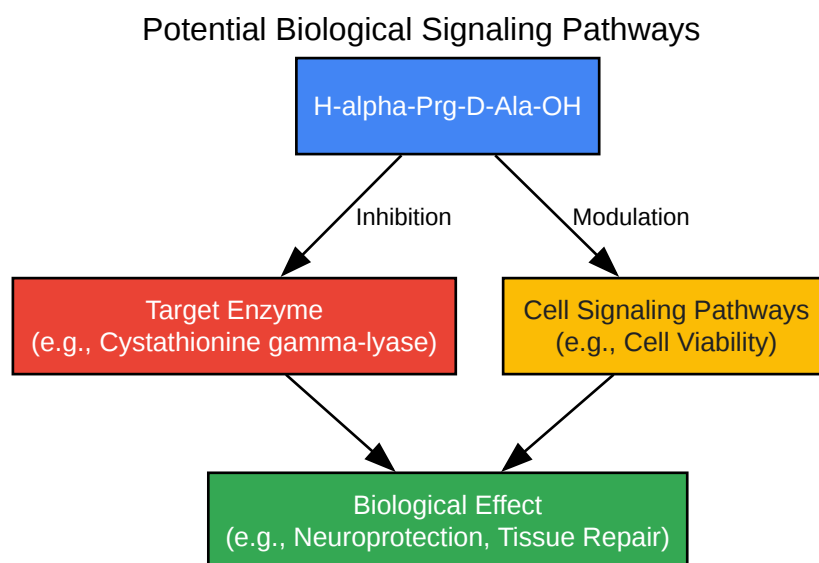 Potential Biological Signaling Pathways
H-alpha-Prg-D-Ala-OH
Inhibition
Modulation
Target Enzyme
(e.g., Cystathionine gamma-lyase)
Cell Signaling Pathways
(e.g., Cell Viability)
Biological Effect
(e.g., Neuroprotection, Tissue Repair)